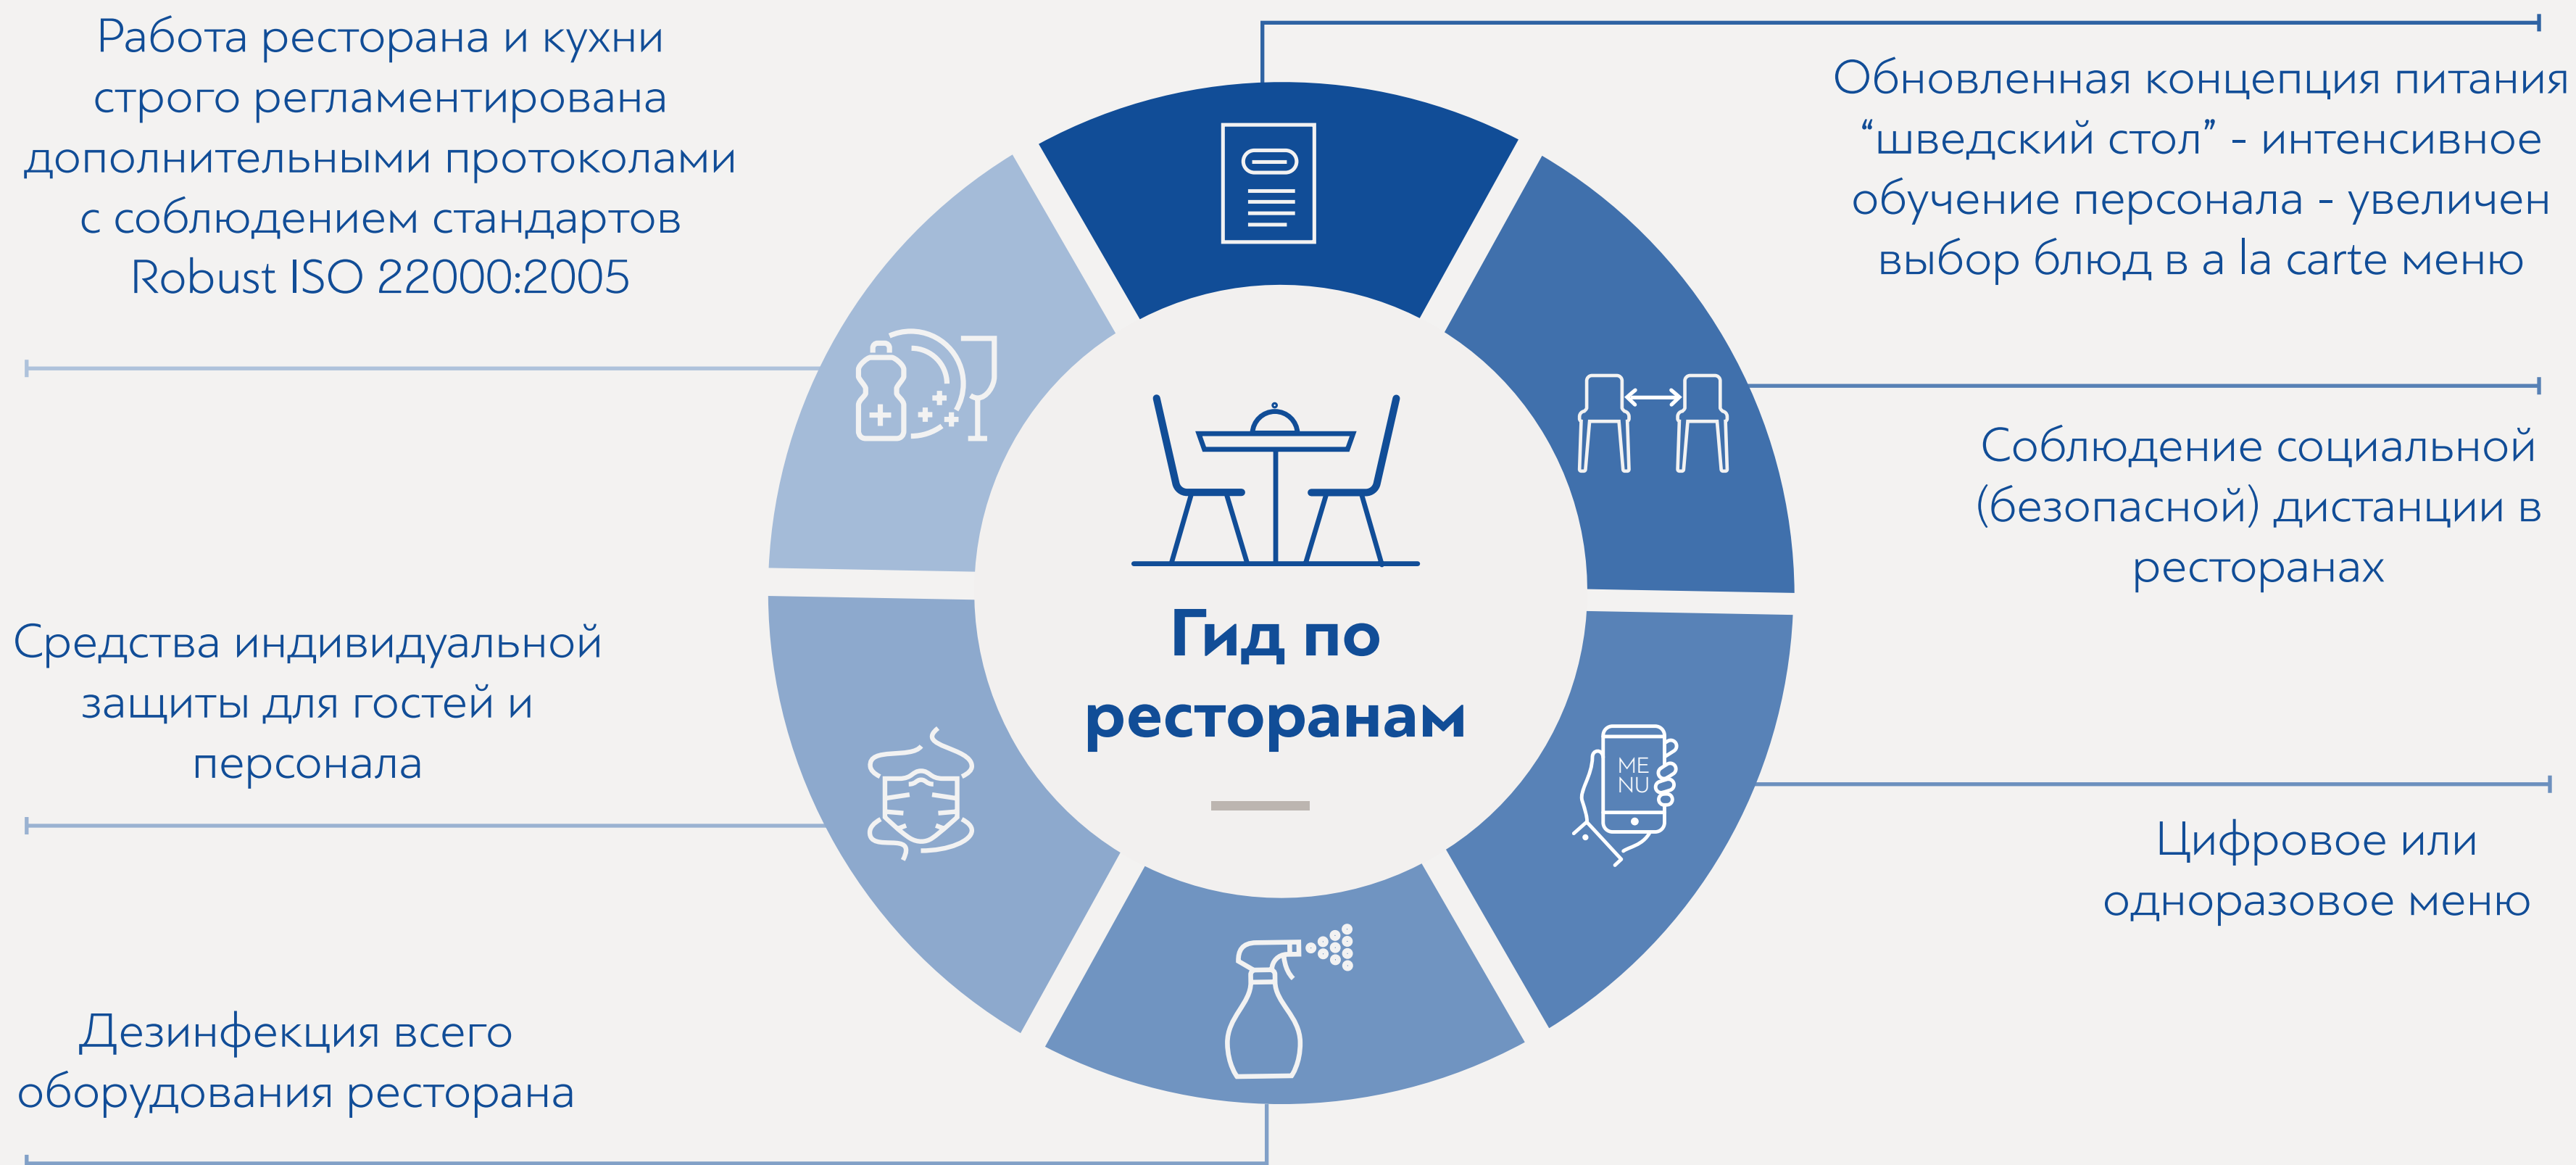 Работа ресторана и кухни
строго регламентирована
дополнительными протоколами
с соблюдением стандартов
Robust ISO 22000:2005
Средства индивидуальной
защиты для гостей и
персонала
Дезинфекция всего
оборудования ресторана
Гид по
ресторанам
Обновленная концепция питания
“шведский стол” - интенсивное
обучение персонала - увеличен
выбор блюд в a la carte меню
Соблюдение социальной
(безопасной) дистанции в
ресторанах
ME
NU
Цифровое или
одноразовое меню